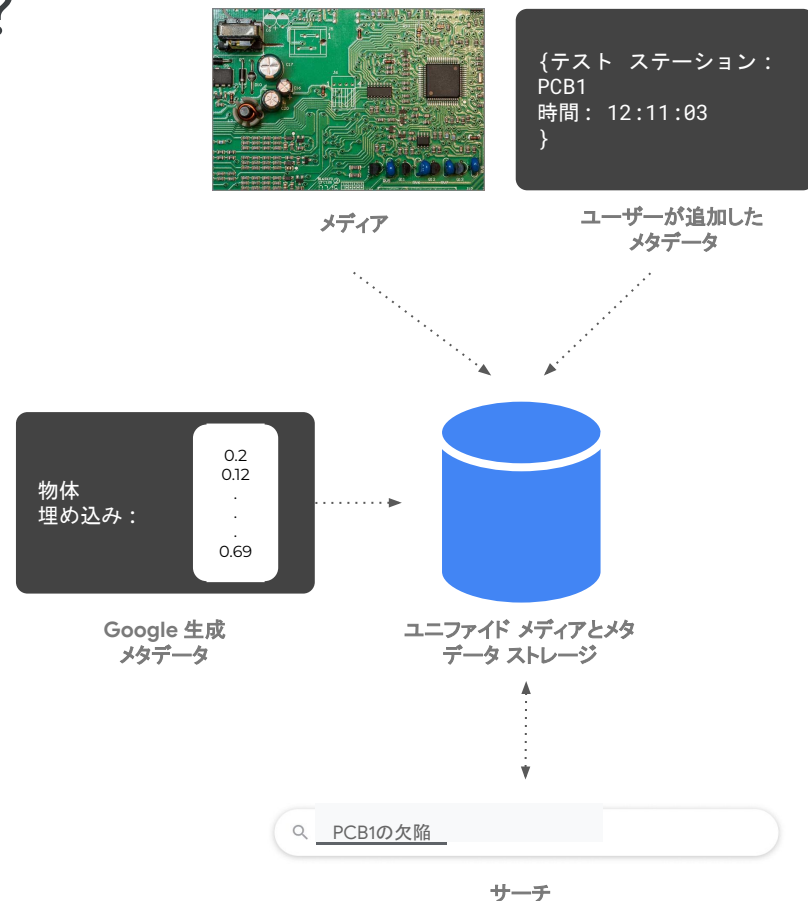 ?
{テスト ステーション：
PCB1
時間： 12:11:03
}
メディア
ユーザーが追加した
メタデータ
物体
埋め込み：
0.2
0.12
.
.
.
0.69
Google 生成
メタデータ
ユニファイド メディアとメタ
データ ストレージ
PCB1の欠陥
サーチ